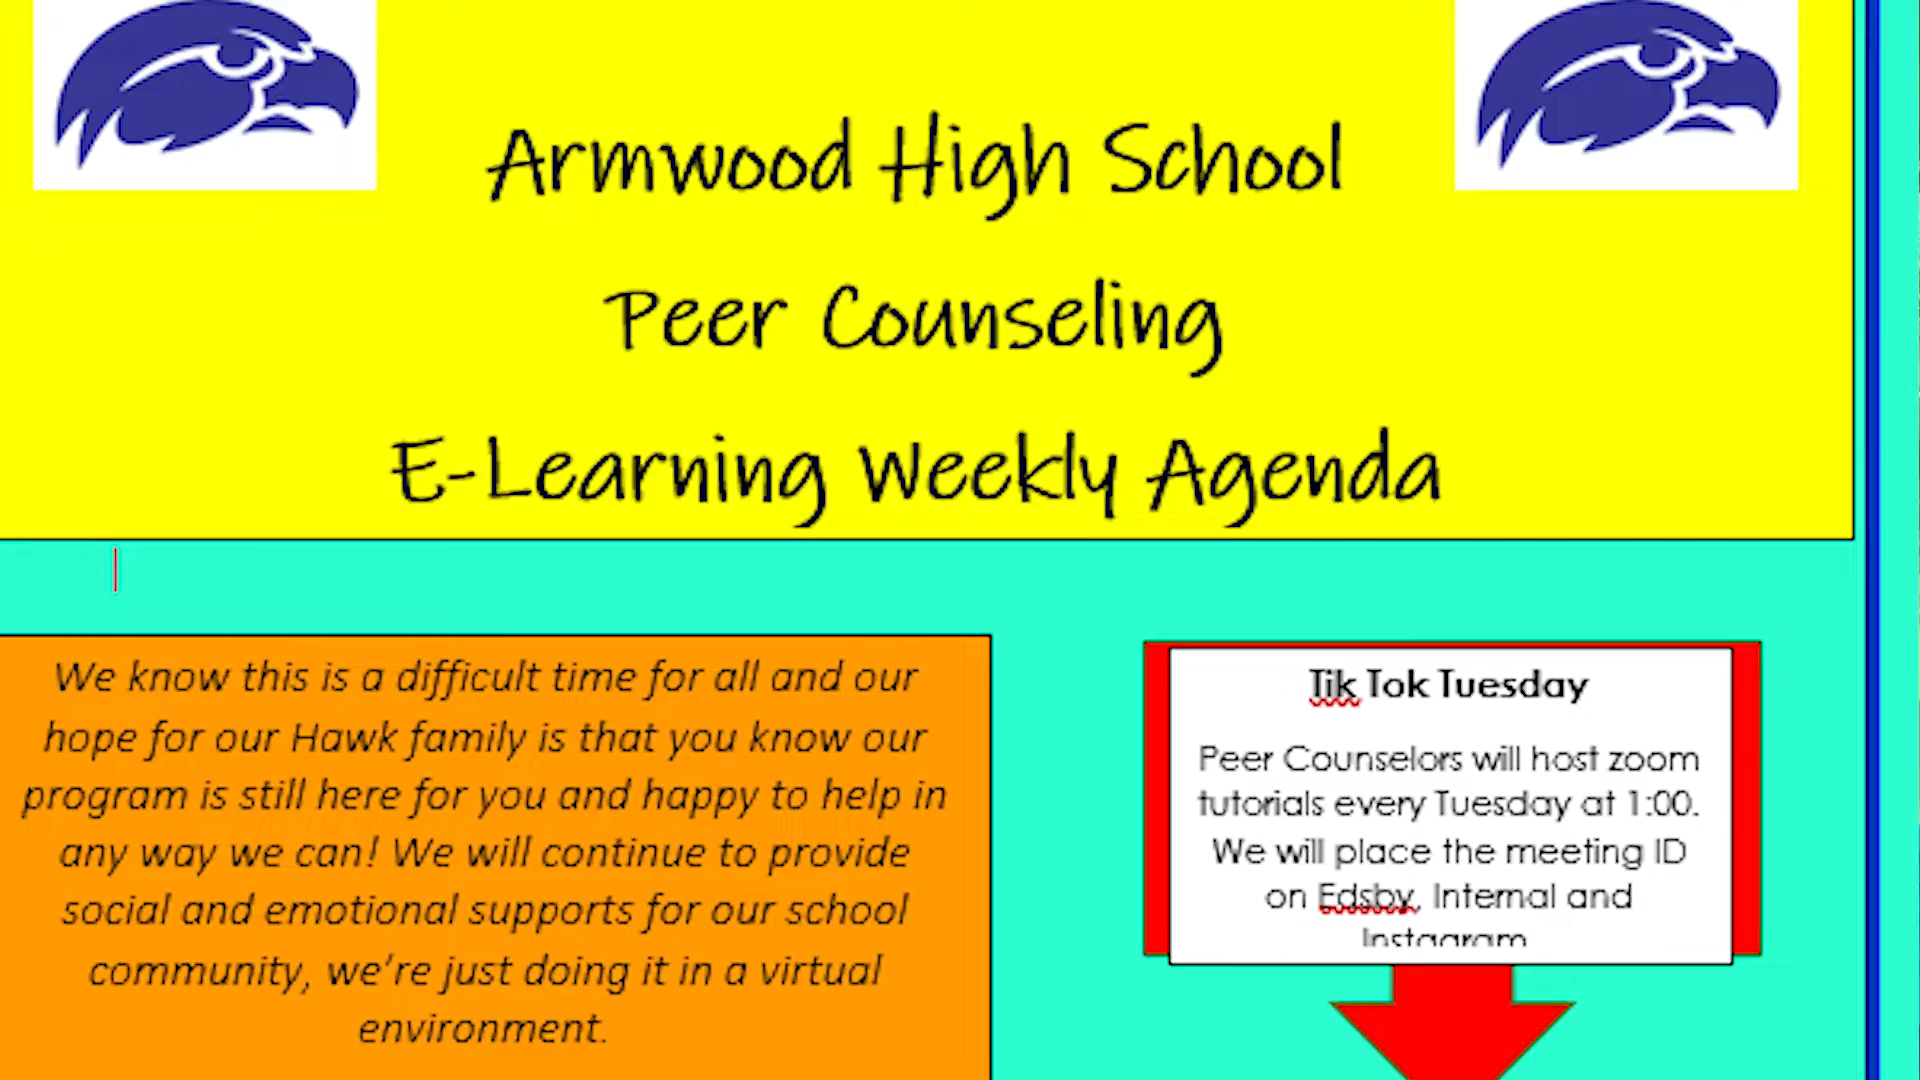 Armwood High School
Peer Counseling
E-Learning Weekly Agenda
We know this is a difficult time for all and our
hope for our Hawk family is that you know our
program is still here for you and happy to help in
any way we can! We will continue to provide
social and emotional supports for our school
community, we're just doing it in a virtual
environment.
Tik Tok Tuesday
Peer Counselors will host zoom
tutorials every Tuesday at 1:00.
We will place the meeting ID
on Edsby, Internal and
Instagram